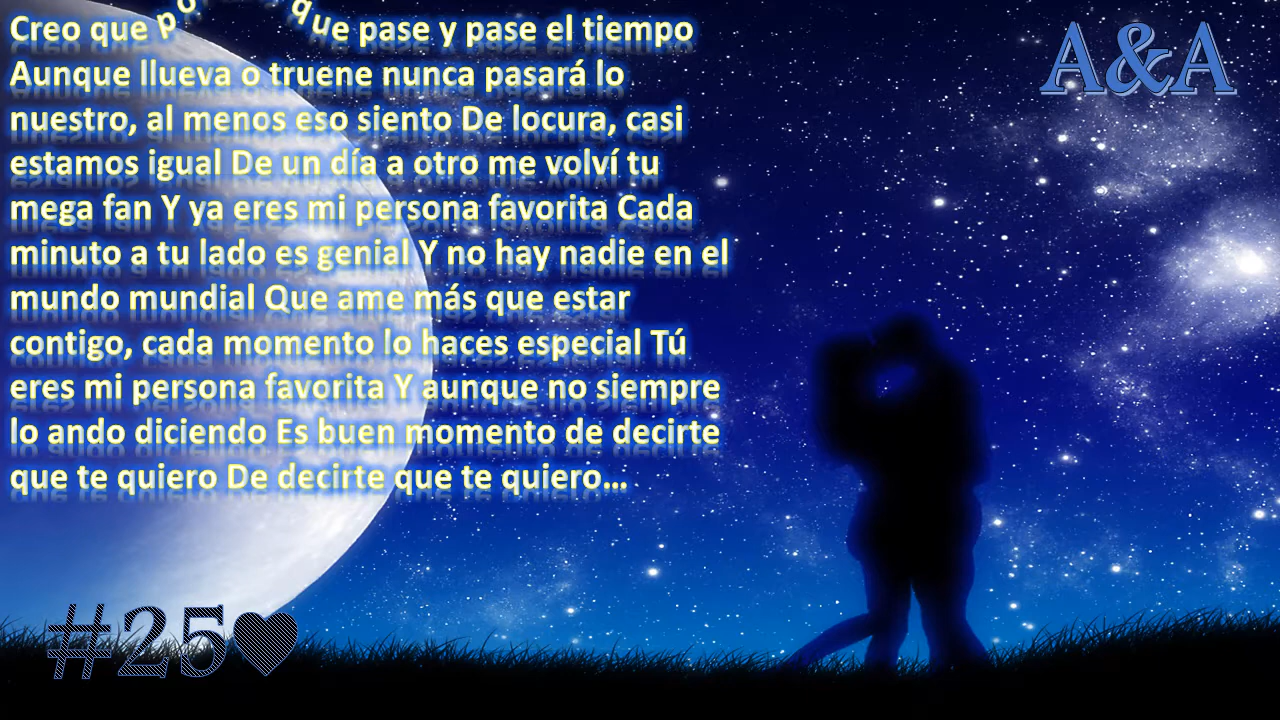 Creo que po que pase y pase el tiempo
Aunque llueva o truene nunca pasará lo
nuestro, al menos eso siento De locura, casi
estamos igual De un día a otro me volví tu
mega fan Y ya eres mi persona favorita Cada
minuto a tu lado es genial Y no hay nadie en el
mundo mundial Que ame más que estar
contigo, cada momento lo haces especial Tú
eres mi persona favorita Y aunque no siempre
lo ando diciendo Es buen momento de decirte
que te quiero De decirte que te quiero...
A&A
#25♥